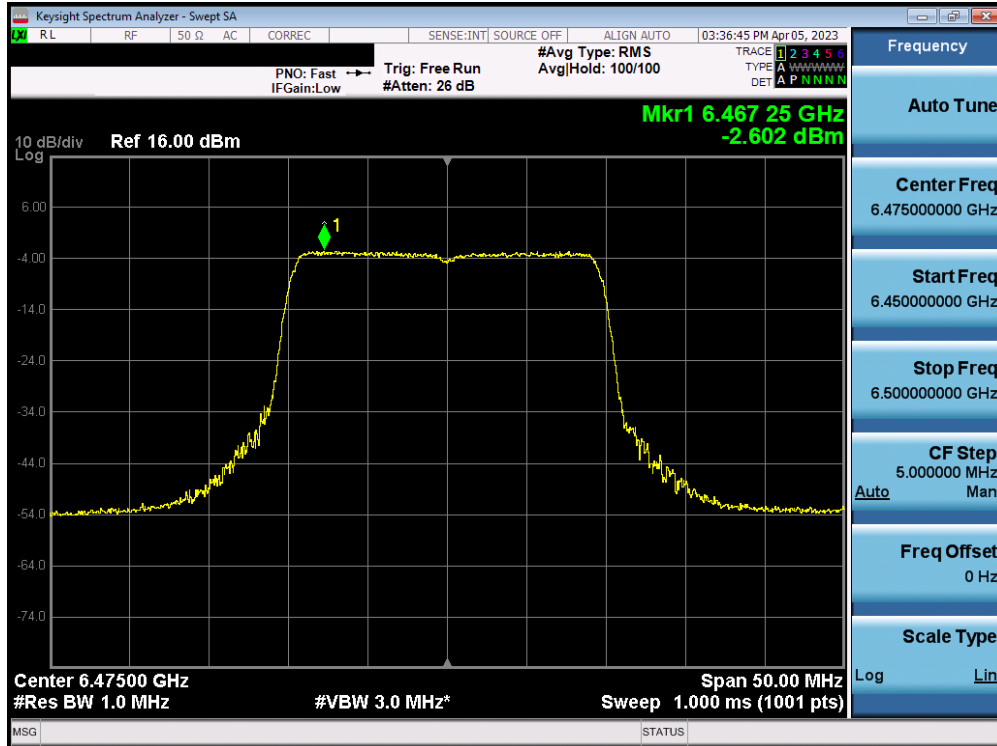 Keysight Spectrum Analyzer - Swept SA
LXI RL RF 50 Ω AC CORREC SENSE:INT SOURCE OFF ALIGN AUTO 03:36:45 PM Apr 05, 2023
PNO: Fast
IFGain:Low
Trig: Free Run
#Atten: 26 dB
#Avg Type: RMS
Avg|Hold: 100/100
TRACE 1 2 3 4 5 6
TYPE A WWWWW
DET A P N N N N
Mkr1 6.467 25 GHz
-2.602 dBm
10 dB/div Ref 16.00 dBm
Log
1
6.00
-4.00
-14.0
-24.0
-34.0
-44.0
-54.0
-64.0
-74.0
Center 6.47500 GHz Span 50.00 MHz
#Res BW 1.0 MHz #VBW 3.0 MHz* Sweep 1.000 ms (1001 pts)
MSG STATUS
Frequency
Auto Tune
Center Freq
6.475000000 GHz
Start Freq
6.450000000 GHz
Stop Freq
6.500000000 GHz
CF Step
5.000000 MHz
Auto Man
Freq Offset
0 Hz
Scale Type
Log Lin